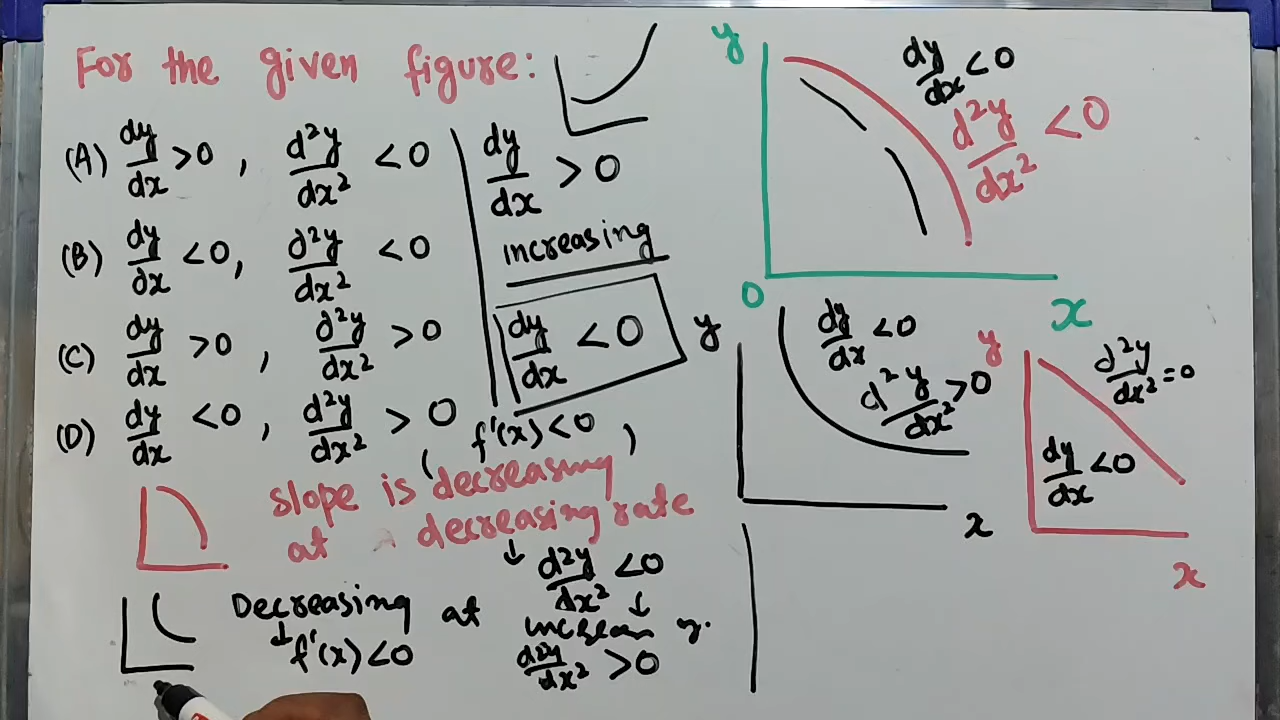 For the given figure:
(A) dy/dx >0 , d²y/dx² <0
(B) dy/dx <0, d²y/dx² <0
(C) dy/dx >0 , d²y/dx² >0
(D) dy/dx <0 , d²y/dx² >0
dy/dx >0
increasing
dy/dx <0
( f'(x)<0 )
slope is decreasing
at decreasing rate
↓ d²y/dx² <0
Decreasing at
↓ f'(x)<0
↓
d²y/dx² >0
y
dy/dx <0
d²y/dx² <0
0
x
y
dy/dx <0
d²y/dx² >0
x
y
d²y/dx² =0
dy/dx <0
x